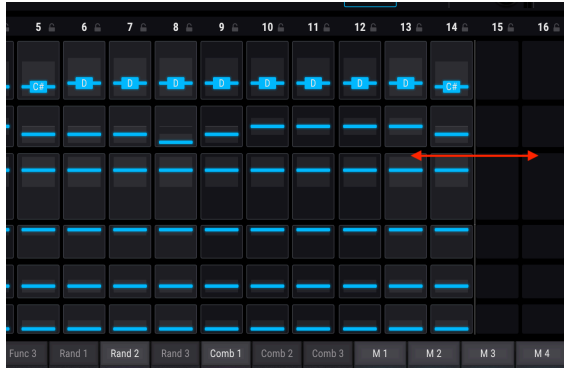 5 6 7 8 9 10 11 12 13 14 15 16
C# D D D D D D D D C#
Func 3 Rand 1 Rand 2 Rand 3 Comb 1 Comb 2 Comb 3 M 1 M 2 M 3 M 4